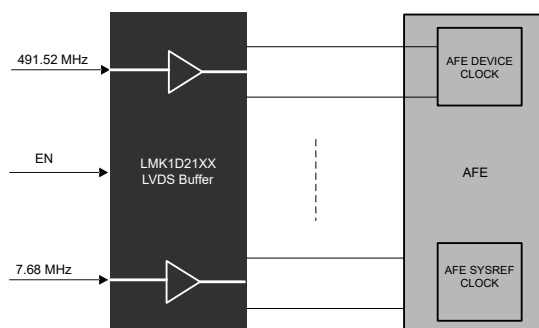 491.52 MHz
EN
7.68 MHz
LMK1D21XX
LVDS Buffer
AFE DEVICE
CLOCK
AFE
AFE SYSREF
CLOCK